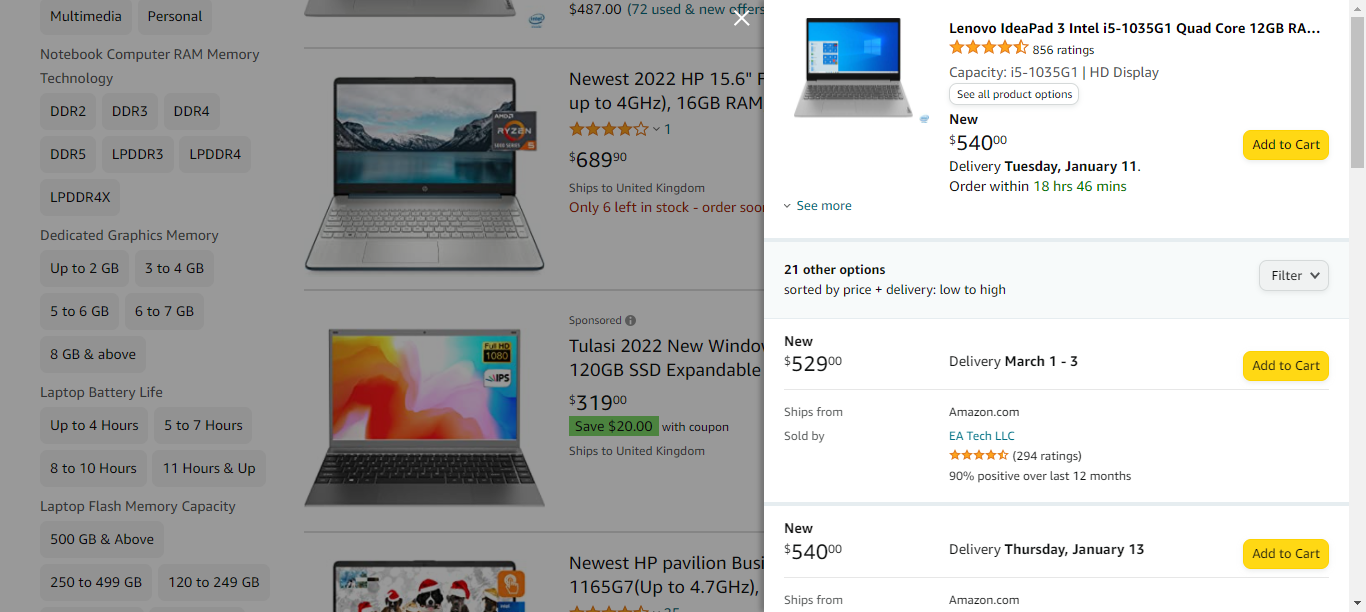 Multimedia
Personal
Notebook Computer RAM Memory
Technology
DDR2
DDR3
DDR4
DDR5
LPDDR3
LPDDR4
LPDDR4X
Dedicated Graphics Memory
Up to 2 GB
3 to 4 GB
5 to 6 GB
6 to 7 GB
8 GB & above
Laptop Battery Life
Up to 4 Hours
5 to 7 Hours
8 to 10 Hours
11 Hours & Up
Laptop Flash Memory Capacity
500 GB & Above
250 to 499 GB
120 to 249 GB
$487.00 (72 used & new offers
Newest 2022 HP 15.6" F
up to 4GHz), 16GB RAM
1
$689.90
Ships to United Kingdom
Only 6 left in stock - order soon
AMD
RYZEN
5
Sponsored
Tulasi 2022 New Window
120GB SSD Expandable
$319.00
Save $20.00 with coupon
Ships to United Kingdom
Full HD
1080
IPS
Newest HP pavilion Busi
1165G7(Up to 4.7GHz),
Lenovo IdeaPad 3 Intel i5-1035G1 Quad Core 12GB RA...
856 ratings
Capacity: i5-1035G1 | HD Display
See all product options
New
$540.00
Add to Cart
Delivery Tuesday, January 11.
Order within 18 hrs 46 mins
See more
21 other options
sorted by price + delivery: low to high
Filter
New
$529.00
Delivery March 1 - 3
Add to Cart
Ships from
Amazon.com
Sold by
EA Tech LLC
(294 ratings)
90% positive over last 12 months
New
$540.00
Delivery Thursday, January 13
Add to Cart
Ships from
Amazon.com